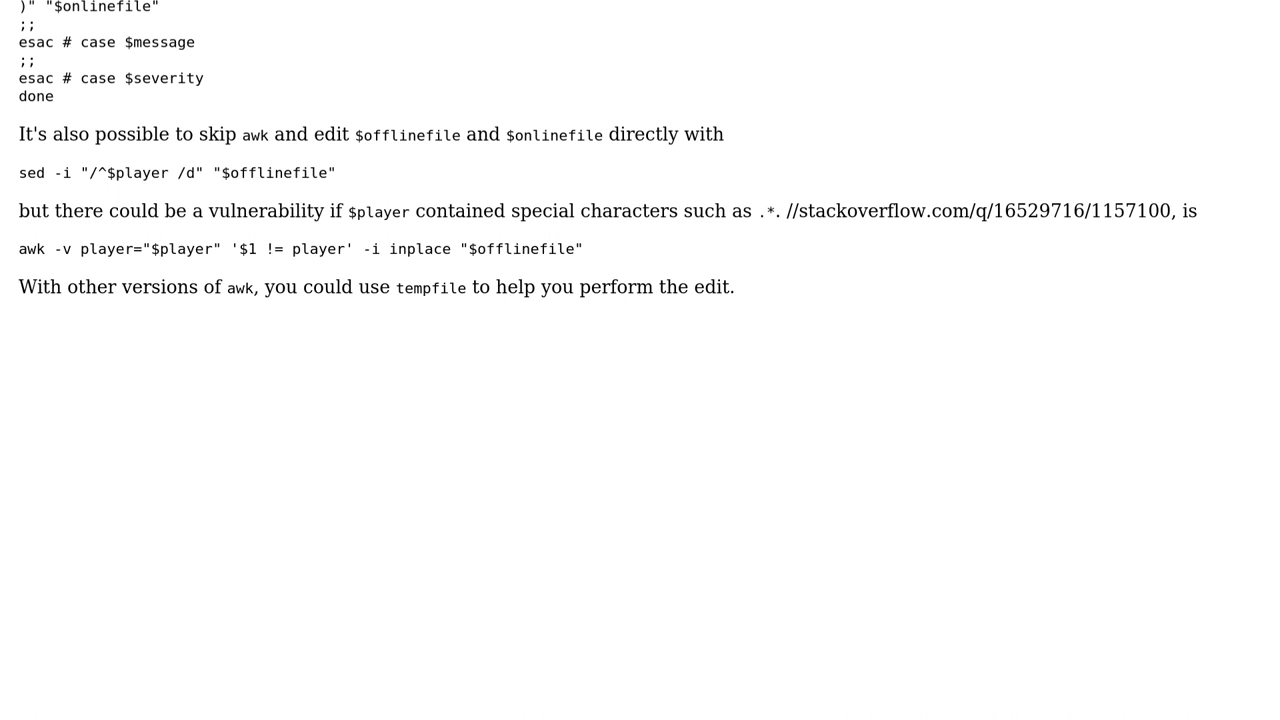 )" "$onlinefile"
;;
esac # case $message
;;
esac # case $severity
done
It's also possible to skip awk and edit $offlinefile and $onlinefile directly with
sed -i "/^$player /d" "$offlinefile"
but there could be a vulnerability if $player contained special characters such as .*. //stackoverflow.com/q/16529716/1157100, is
awk -v player="$player" '$1 != player' -i inplace "$offlinefile"
With other versions of awk, you could use tempfile to help you perform the edit.